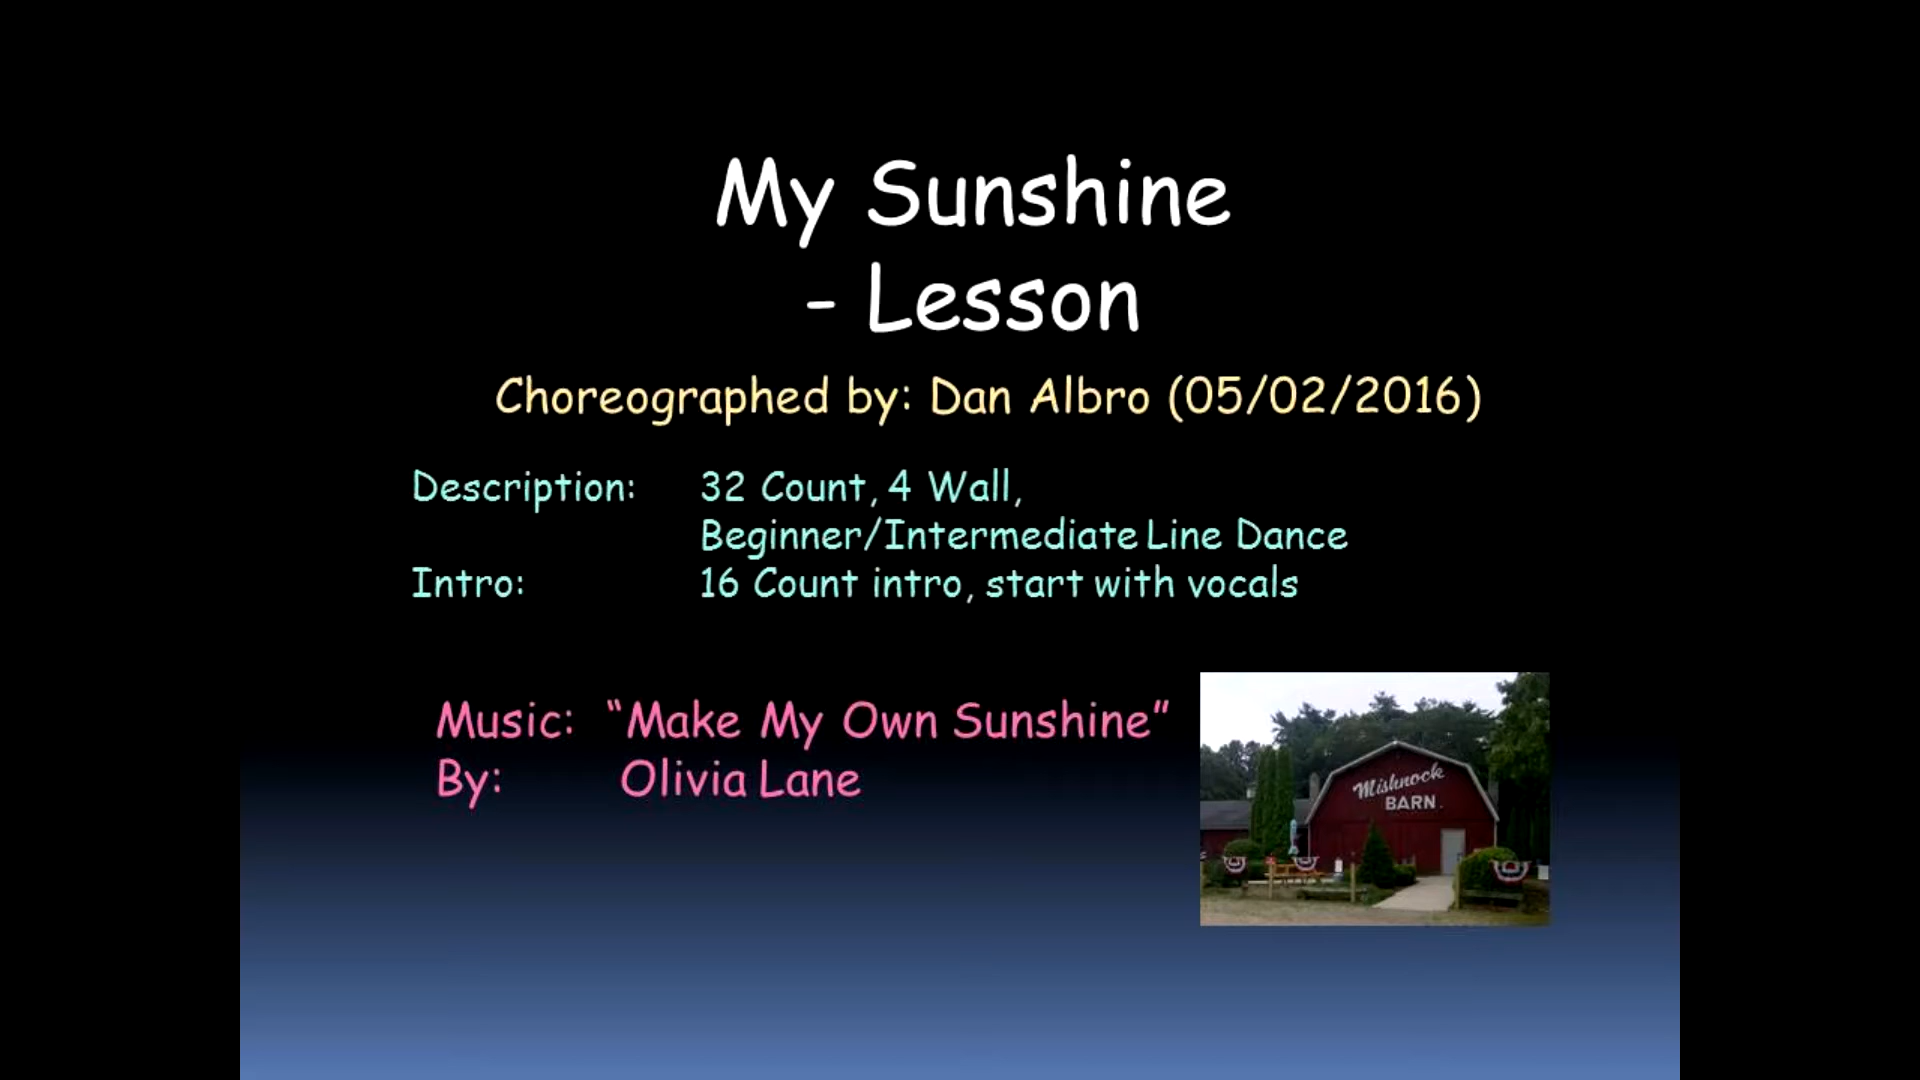 My Sunshine
- Lesson
Choreographed by: Dan Albro (05/02/2016)
Description: 32 Count, 4 Wall,
Beginner/Intermediate Line Dance
Intro: 16 Count intro, start with vocals
Music: “Make My Own Sunshine”
By: Olivia Lane
Mishnock
BARN.